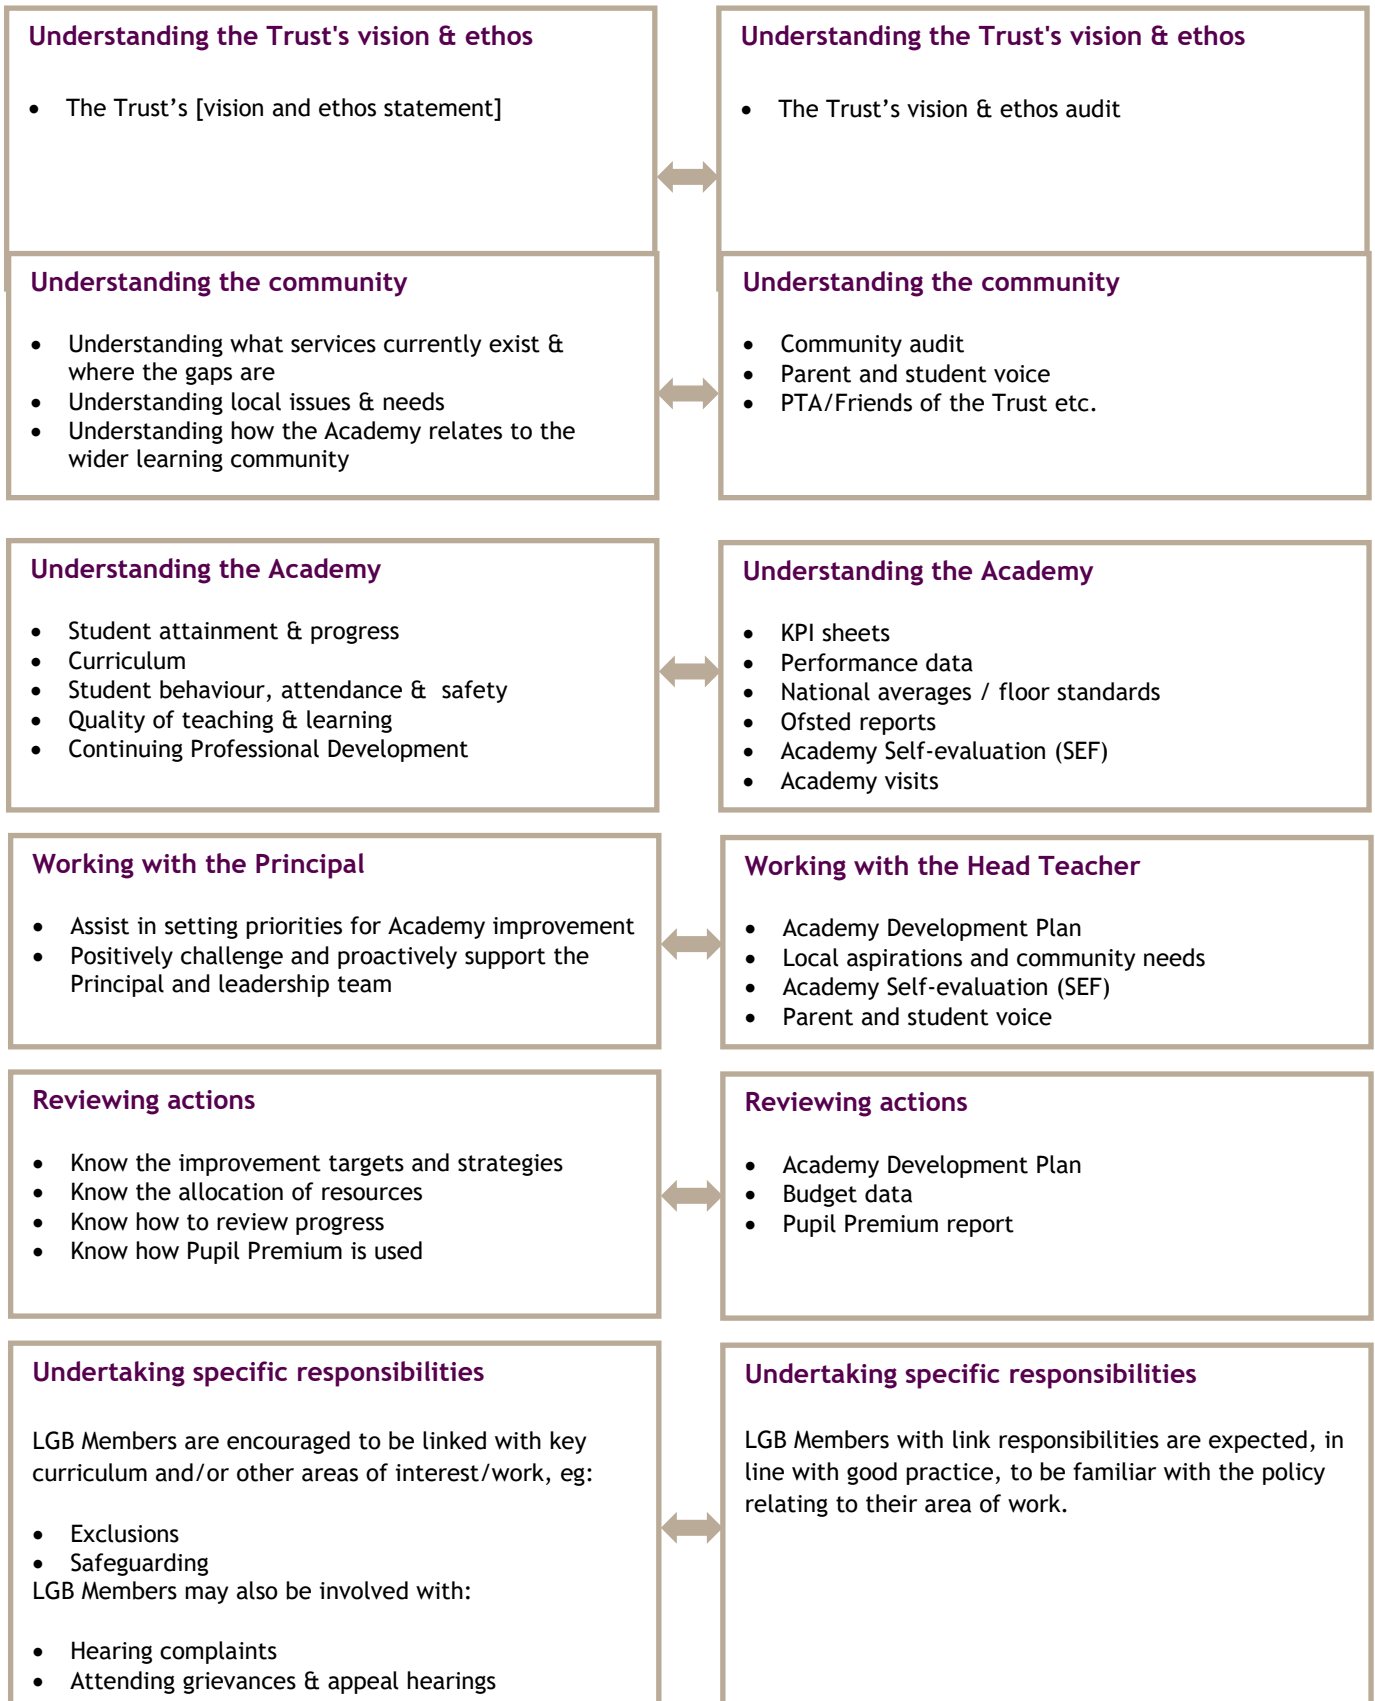 Understanding the Trust's vision & ethos
• The Trust’s [vision and ethos statement]
Understanding the Trust's vision & ethos
• The Trust’s vision & ethos audit
Understanding the community
• Understanding what services currently exist &
where the gaps are
• Understanding local issues & needs
• Understanding how the Academy relates to the
wider learning community
Understanding the community
• Community audit
• Parent and student voice
• PTA/Friends of the Trust etc.
Understanding the Academy
• Student attainment & progress
• Curriculum
• Student behaviour, attendance & safety
• Quality of teaching & learning
• Continuing Professional Development
Understanding the Academy
• KPI sheets
• Performance data
• National averages / floor standards
• Ofsted reports
• Academy Self-evaluation (SEF)
• Academy visits
Working with the Principal
• Assist in setting priorities for Academy improvement
• Positively challenge and proactively support the
Principal and leadership team
Working with the Head Teacher
• Academy Development Plan
• Local aspirations and community needs
• Academy Self-evaluation (SEF)
• Parent and student voice
Reviewing actions
• Know the improvement targets and strategies
• Know the allocation of resources
• Know how to review progress
• Know how Pupil Premium is used
Reviewing actions
• Academy Development Plan
• Budget data
• Pupil Premium report
Undertaking specific responsibilities
LGB Members are encouraged to be linked with key
curriculum and/or other areas of interest/work, eg:
• Exclusions
• Safeguarding
LGB Members may also be involved with:
• Hearing complaints
• Attending grievances & appeal hearings
Undertaking specific responsibilities
LGB Members with link responsibilities are expected, in
line with good practice, to be familiar with the policy
relating to their area of work.